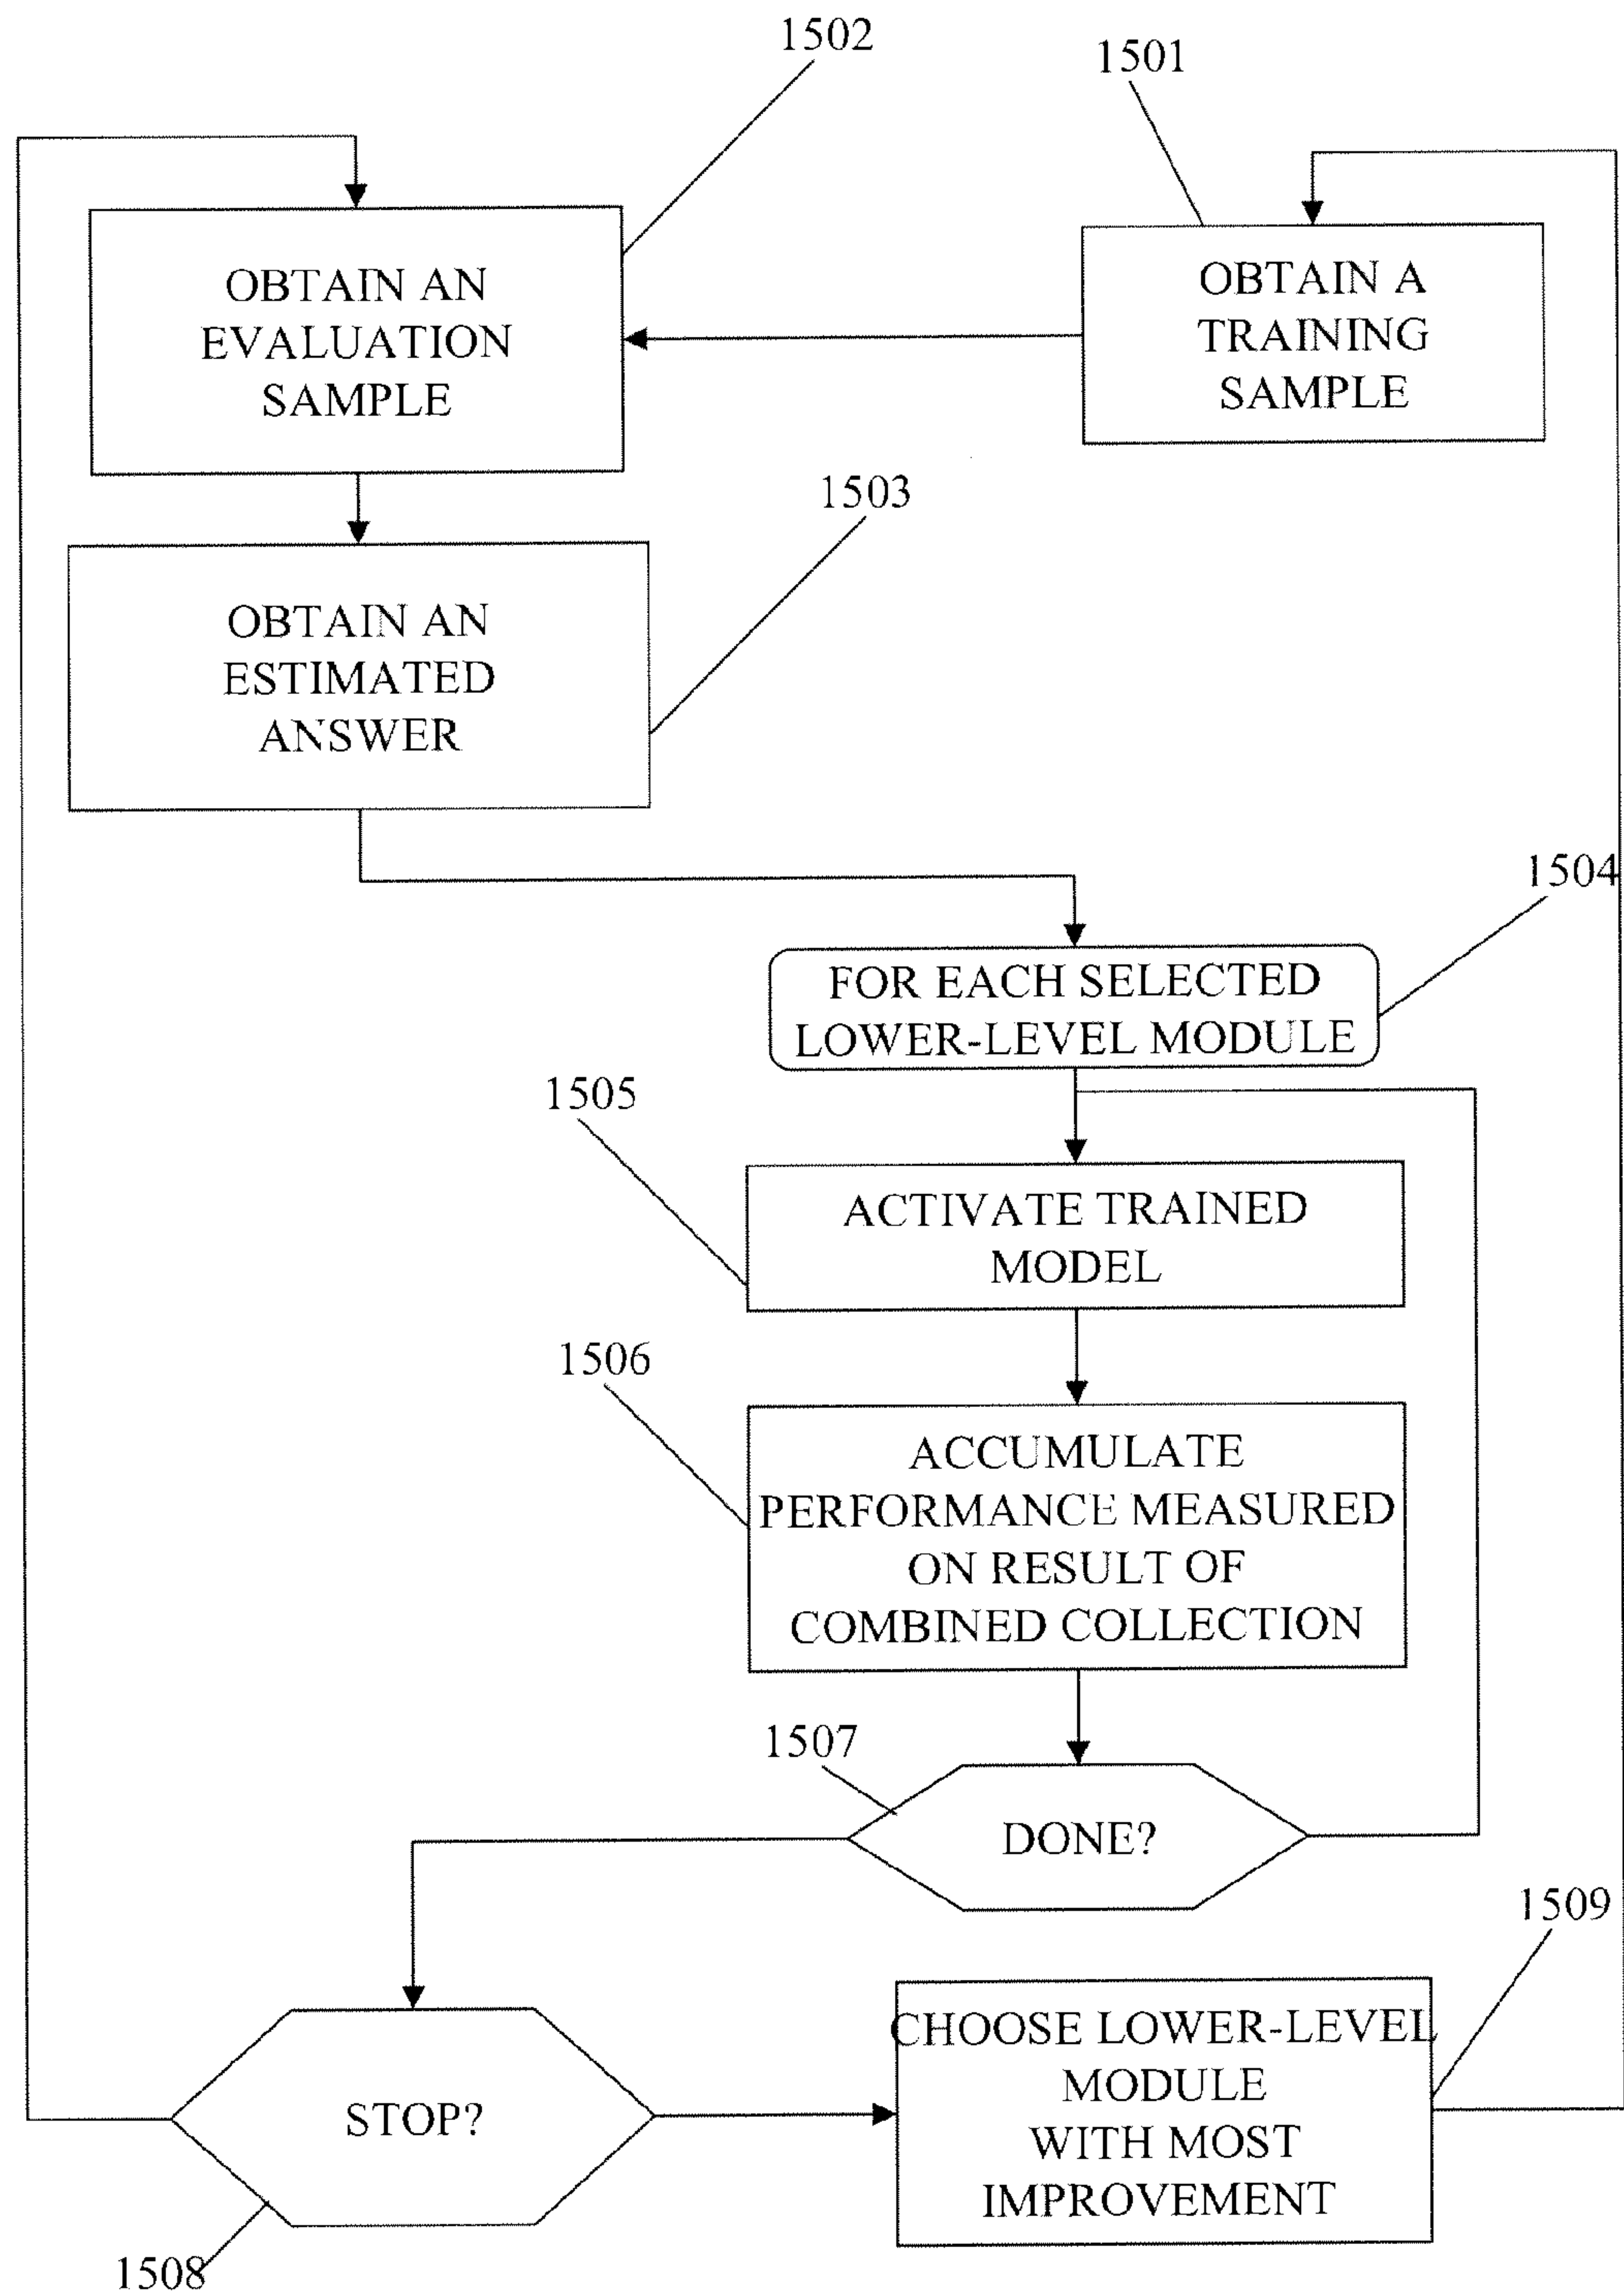 1502
1501
OBTAIN AN
EVALUATION
SAMPLE
OBTAIN A
TRAINING
SAMPLE
1503
OBTAIN AN
ESTIMATED
ANSWER
1504
FOR EACH SELECTED
LOWER-LEVEL MODULE
1505
ACTIVATE TRAINED
MODEL
1506
ACCUMULATE
PERFORMANCE MEASURED
ON RESULT OF
COMBINED COLLECTION
1507
DONE?
1509
CHOOSE LOWER-LEVEL
MODULE
WITH MOST
IMPROVEMENT
STOP?
1508